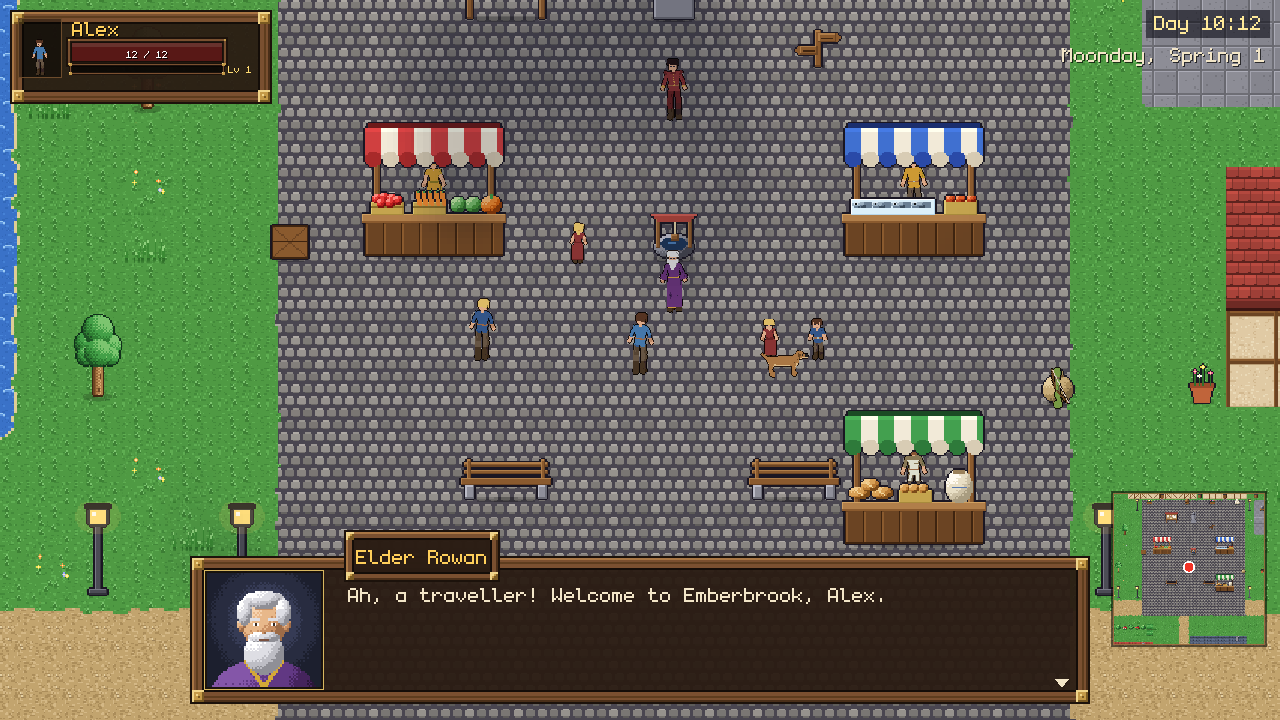 Alex
12 / 12
Lv 1
Day 10:12
Moonday, Spring 1
Elder Rowan
Ah, a traveller! Welcome to Emberbrook, Alex.